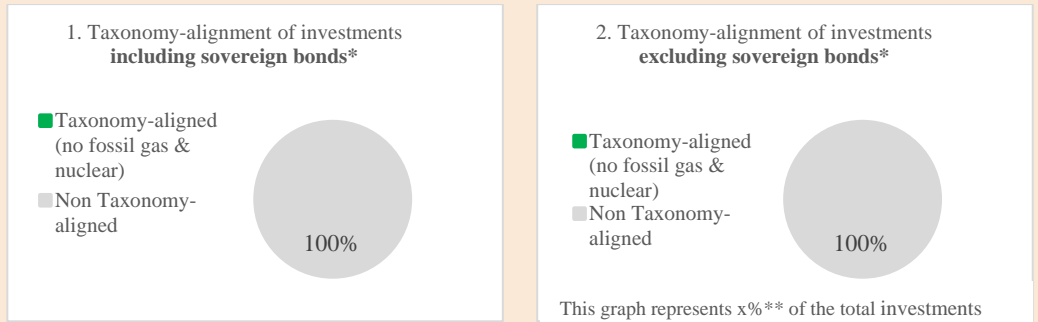 1. Taxonomy-alignment of investments
including sovereign bonds*
Taxonomy-aligned
(no fossil gas &
nuclear)
Non Taxonomy-
aligned
100%
2. Taxonomy-alignment of investments
excluding sovereign bonds*
Taxonomy-aligned
(no fossil gas &
nuclear)
Non Taxonomy-
aligned
100%
This graph represents x%** of the total investments